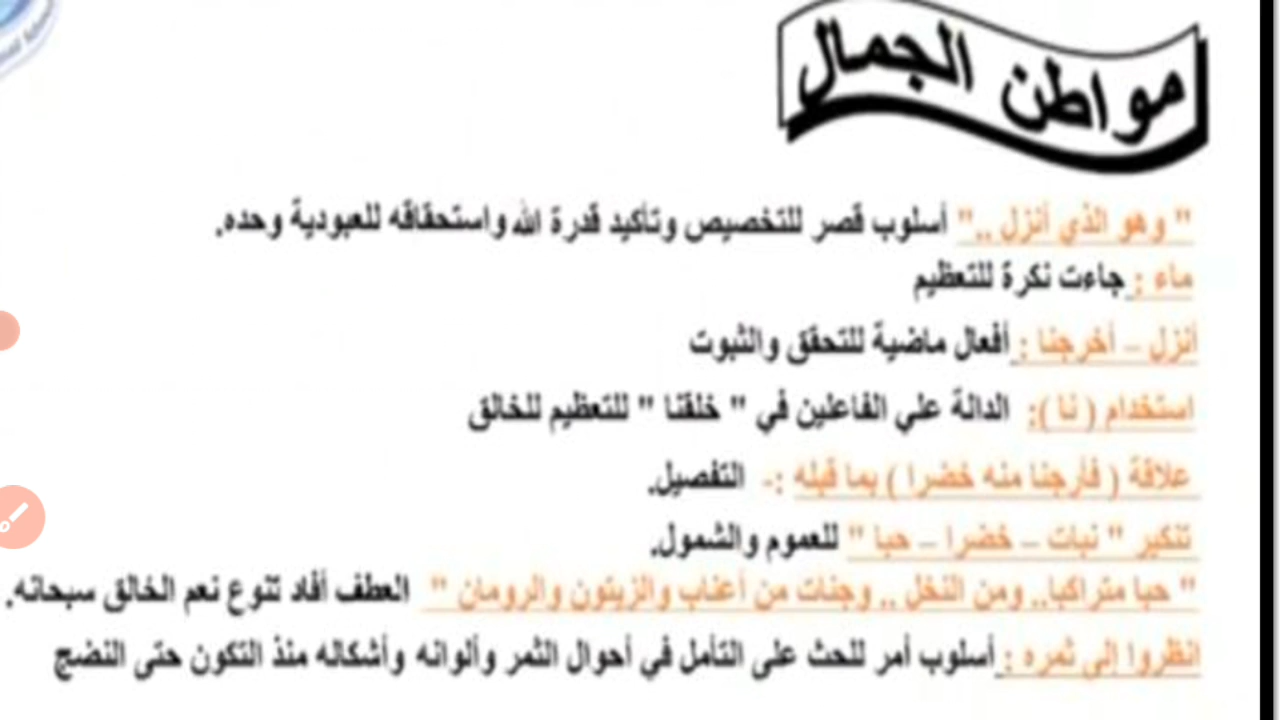 مواطن الجمال
" وهو الذي أنزل .." أسلوب قصر للتخصيص وتأكيد قدرة الله واستحقاقه للعبودية وحده.
ماء : جاءت نكرة للتعظيم
أنزل – أخرجنا : أفعال ماضية للتحقق والثبوت
استخدام ( نا ): الدالة علي الفاعلين في " خلقنا " للتعظيم للخالق
علاقة ( فأرجنا منه خضرا ) بما قبله :- التفصيل.
تنكير " نبات – خضرا – حبا " للعموم والشمول.
" حبا متراكبا.. ومن النخل .. وجنات من أعناب والزيتون والرومان " العطف أفاد تنوع نعم الخالق سبحانه.
انظروا إلى ثمره : أسلوب أمر للحث على التأمل في أحوال الثمر وألوانه وأشكاله منذ التكون حتى النضج